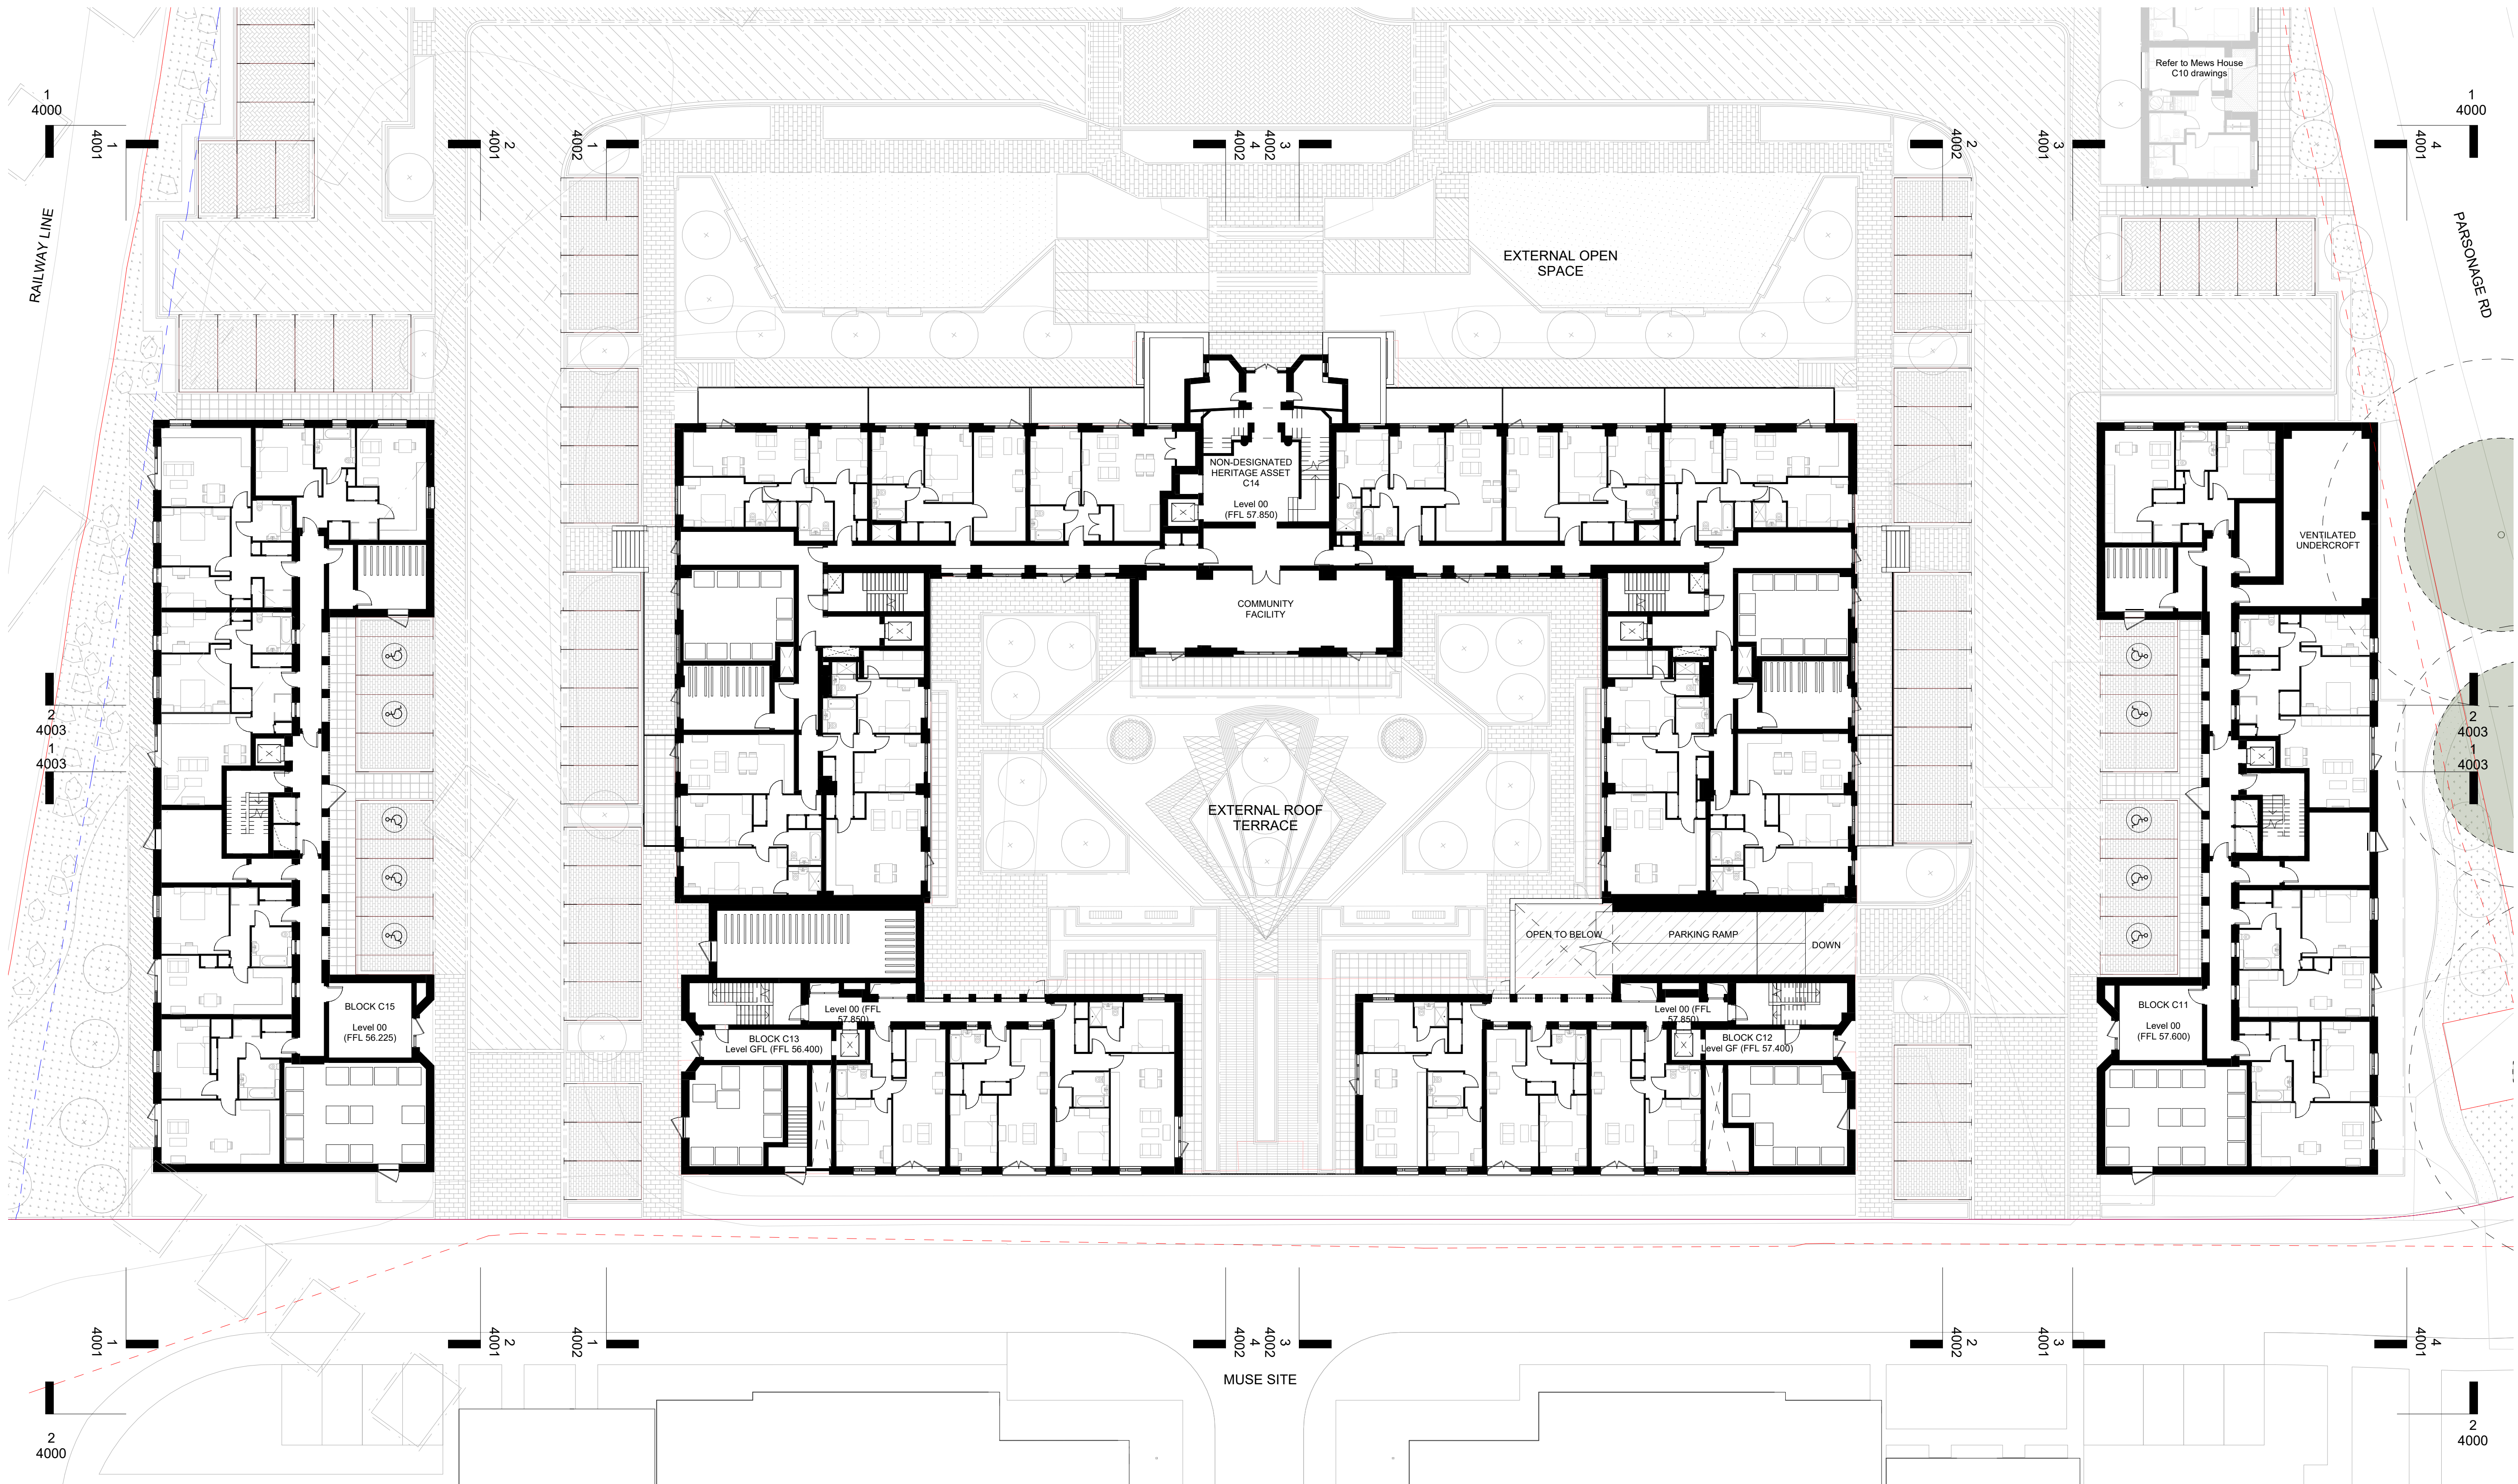 Refer to Mews House
C10 drawings
1
4000
1
4000
1
4001
2
4001
1
4002
4
4002
3
4002
2
4002
3
4001
4
4001
RAILWAY LINE
PARSONAGE RD
EXTERNAL OPEN
SPACE
NON-DESIGNATED
HERITAGE ASSET
C14
Level 00
(FFL 57.850)
VENTILATED
UNDERCROFT
COMMUNITY
FACILITY
2
4003
1
4003
2
4003
1
4003
EXTERNAL ROOF
TERRACE
OPEN TO BELOW
PARKING RAMP
DOWN
BLOCK C15
Level 00
(FFL 56.225)
Level 00 (FFL
57.850)
BLOCK C13
Level GFL (FFL 56.400)
Level 00 (FFL
57.850)
BLOCK C12
Level GF (FFL 57.400)
BLOCK C11
Level 00
(FFL 57.600)
1
4001
2
4001
1
4002
4
4002
3
4002
2
4002
3
4001
4
4001
MUSE SITE
2
4000
2
4000